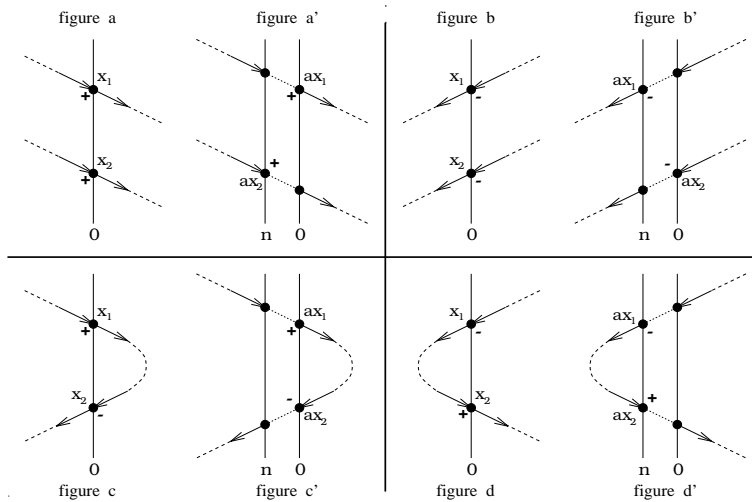 figure a
figure a'
figure b
figure b'
x1
+
x2
+
0
ax1
+
+
ax2
n 0
x1
-
x2
-
0
ax1
-
-
ax2
n 0
x1
+
x2
-
0
figure c
ax1
+
-
ax2
n 0
figure c'
x1
-
x2
+
0
figure d
ax1
-
+
ax2
n 0
figure d'